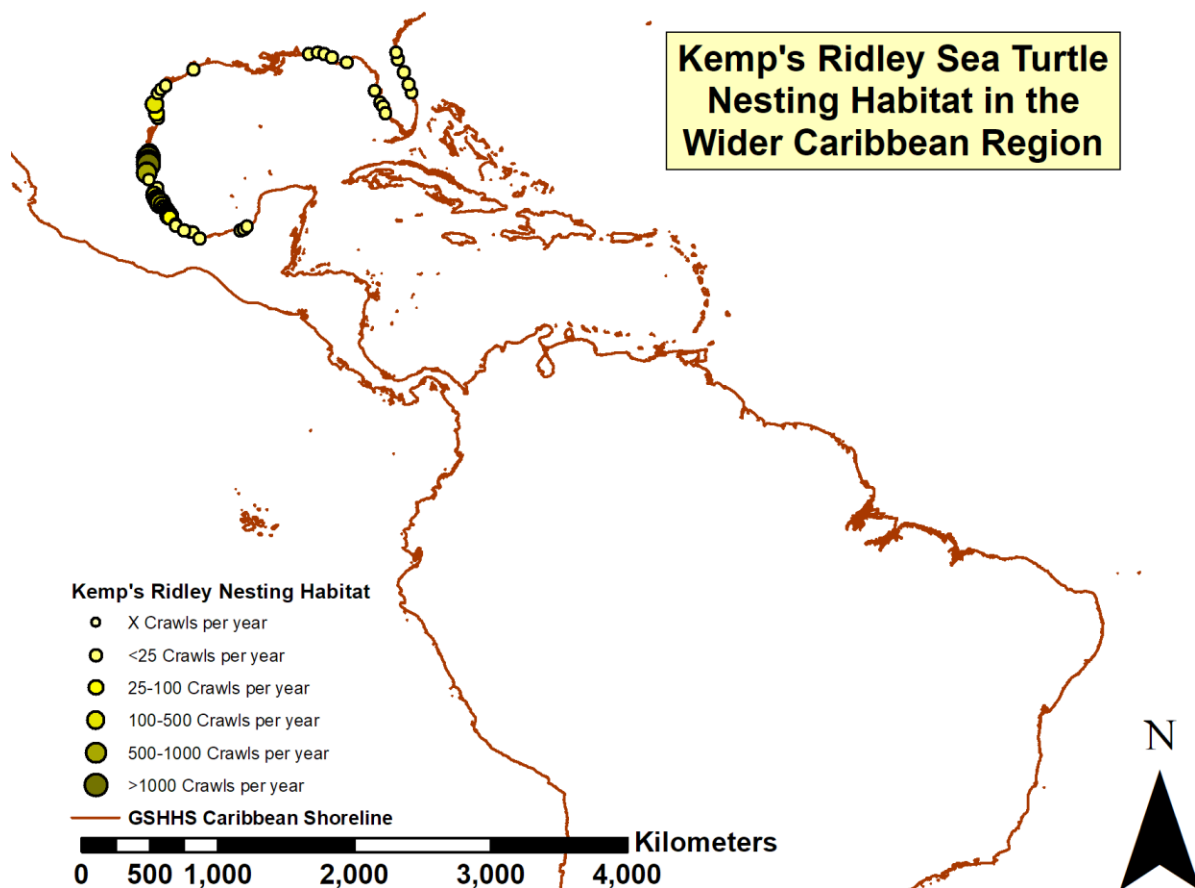 Kemp's Ridley Sea Turtle
Nesting Habitat in the
Wider Caribbean Region
Kemp's Ridley Nesting Habitat
X Crawls per year
<25 Crawls per year
25-100 Crawls per year
100-500 Crawls per year
500-1000 Crawls per year
>1000 Crawls per year
GSHHS Caribbean Shoreline
Kilometers
0 500 1,000 2,000 3,000 4,000
N